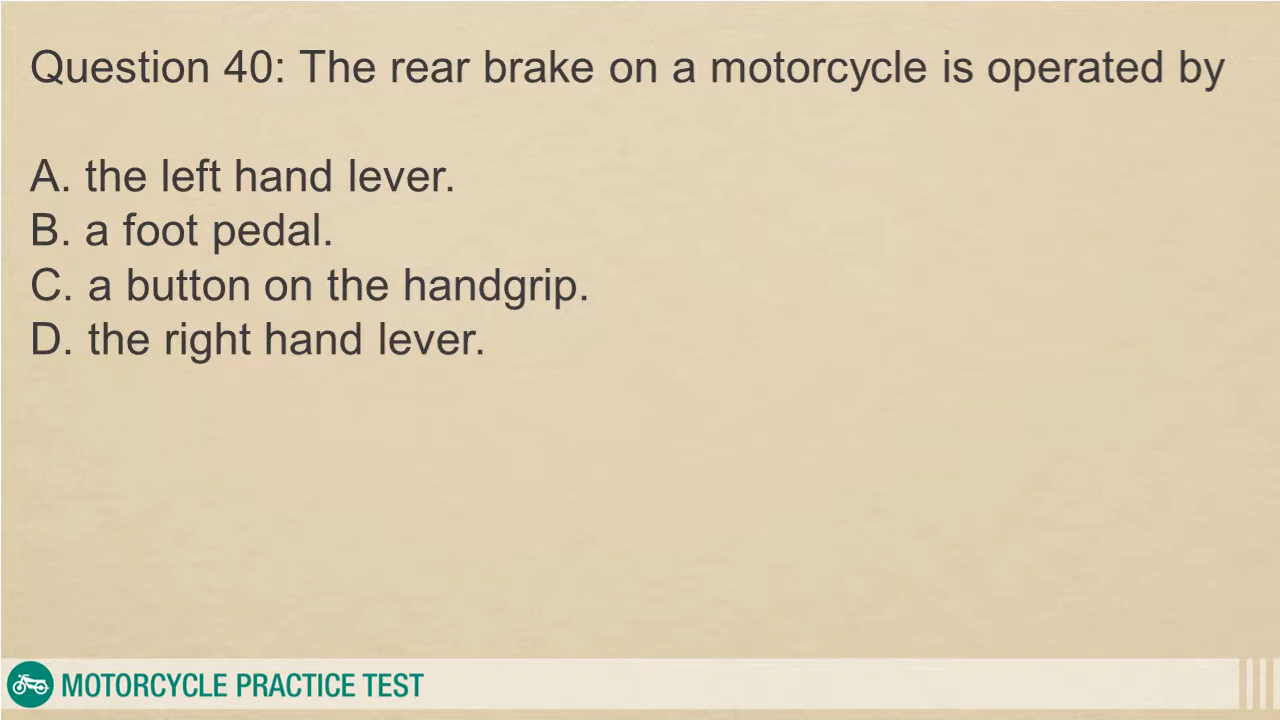 Question 40: The rear brake on a motorcycle is operated by
A. the left hand lever.
B. a foot pedal.
C. a button on the handgrip.
D. the right hand lever.
MOTORCYCLE PRACTICE TEST